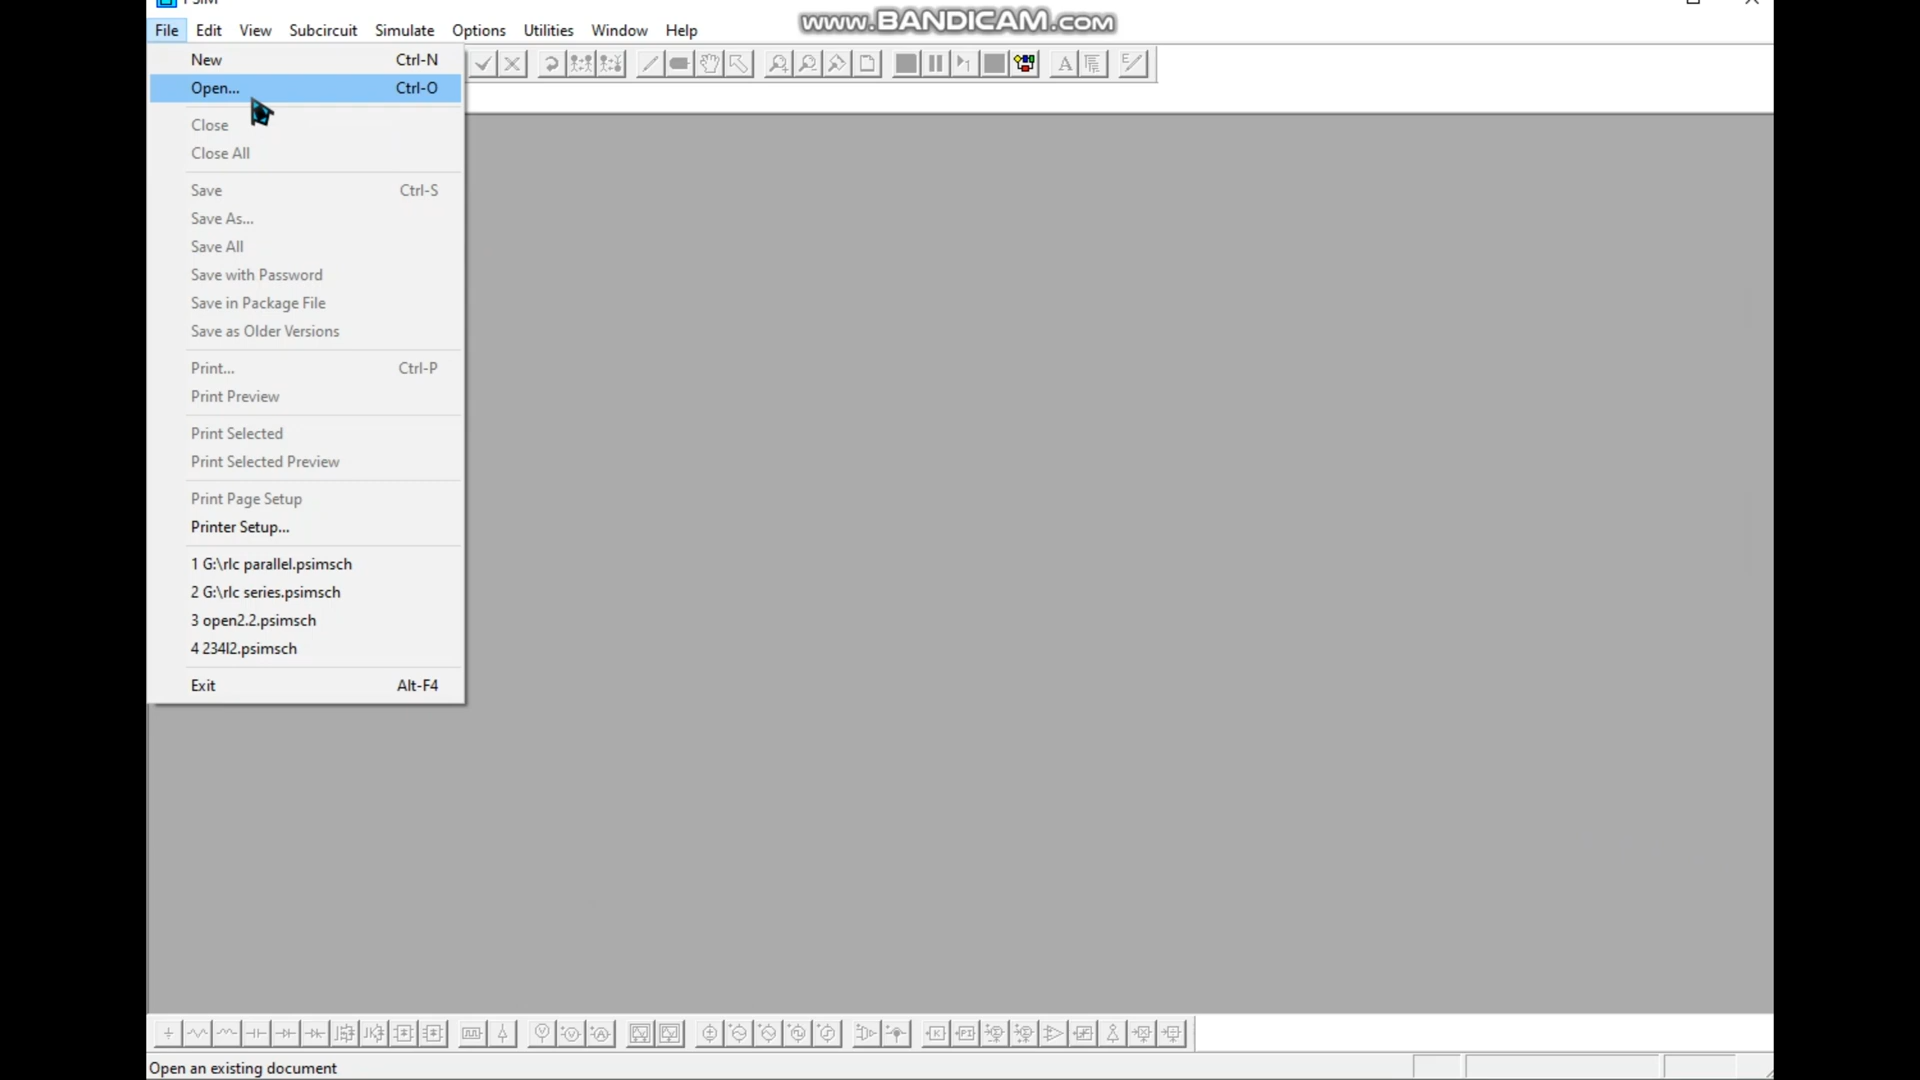 PSIM
www.BANDICAM.com
File Edit View Subcircuit Simulate Options Utilities Window Help
New Ctrl-N
Open... Ctrl-O
Close
Close All
Save Ctrl-S
Save As...
Save All
Save with Password
Save in Package File
Save as Older Versions
Print... Ctrl-P
Print Preview
Print Selected
Print Selected Preview
Print Page Setup
Printer Setup...
1 G:\rlc parallel.psimsch
2 G:\rlc series.psimsch
3 open2.2.psimsch
4 234l2.psimsch
Exit Alt-F4
Open an existing document